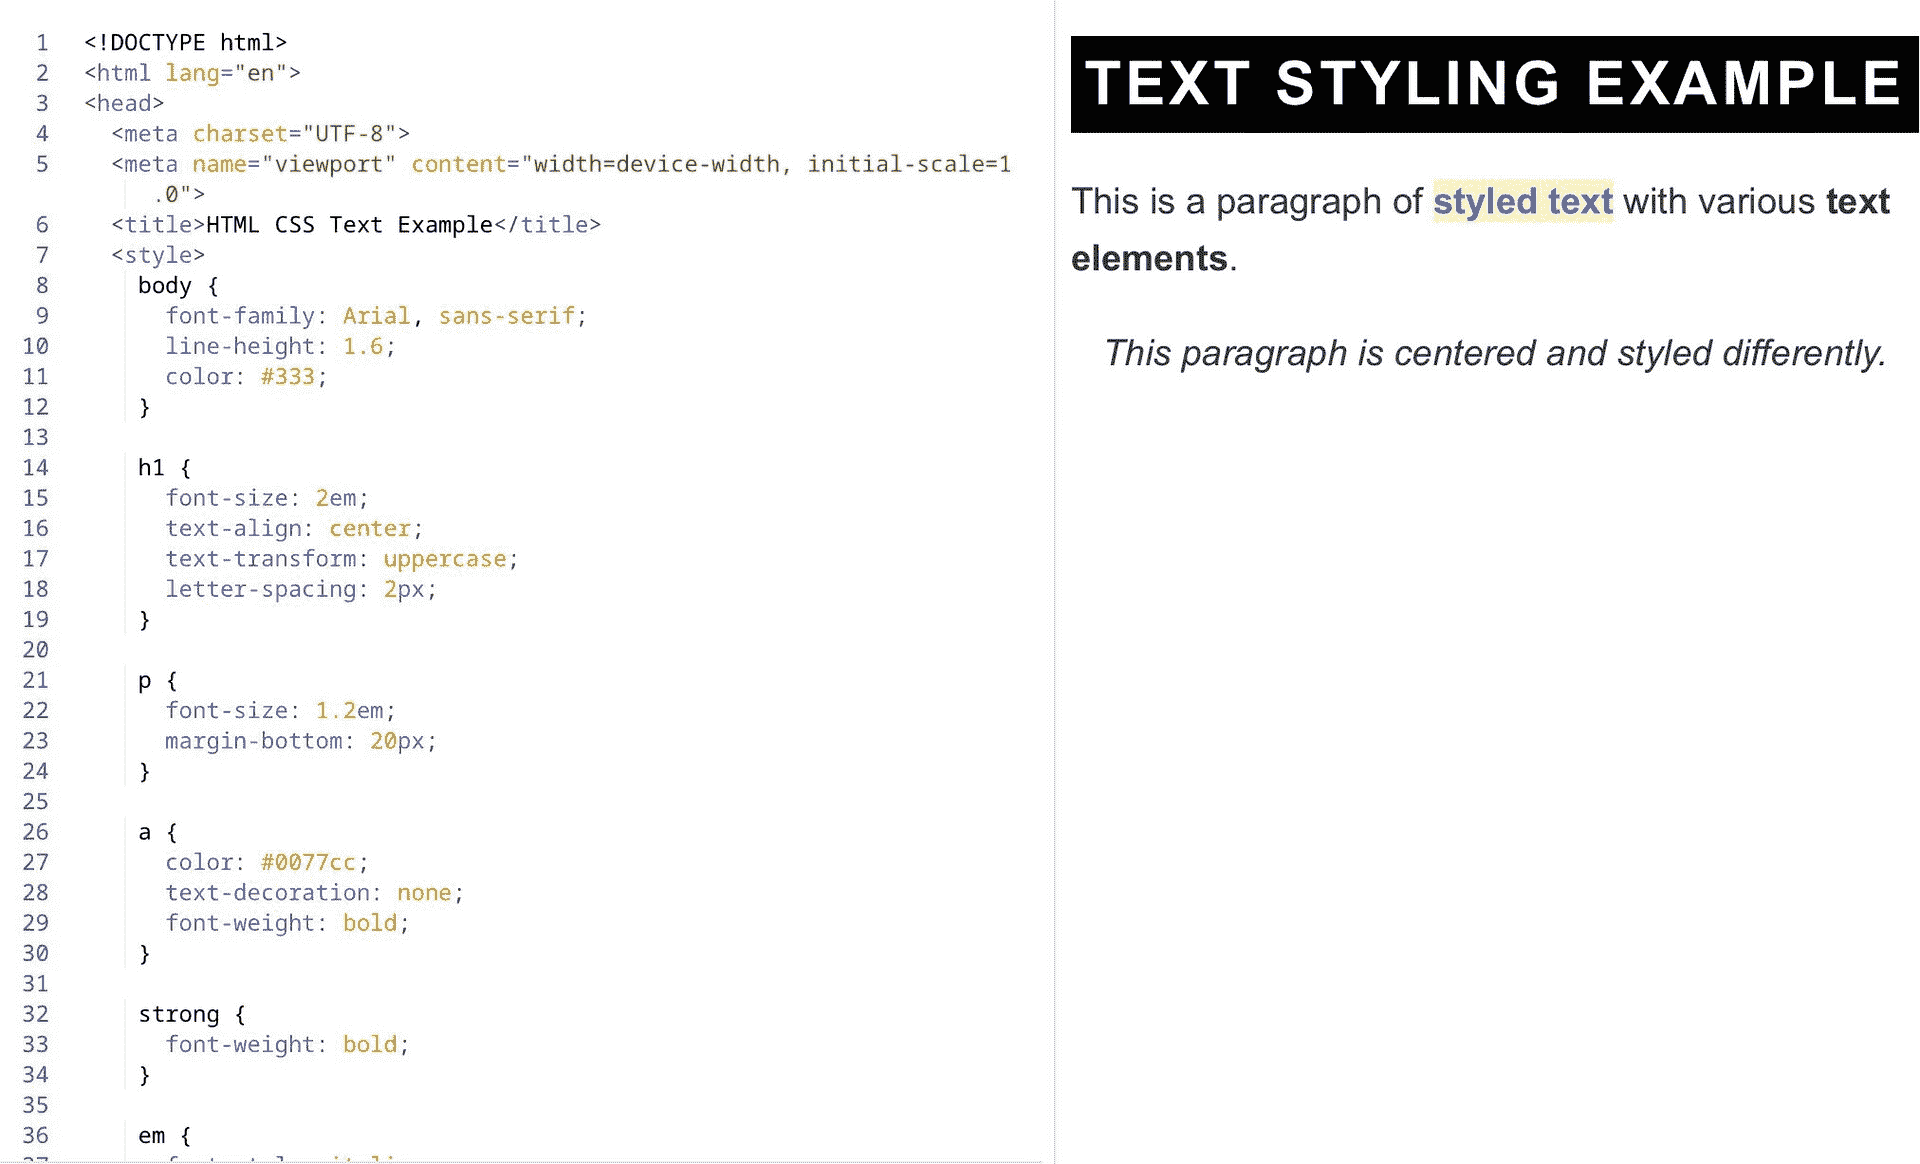 1 <!DOCTYPE html>
2 <html lang="en">
3 <head>
4 <meta charset="UTF-8">
5 <meta name="viewport" content="width=device-width, initial-scale=1
.0">
6 <title>HTML CSS Text Example</title>
7 <style>
8 body {
9 font-family: Arial, sans-serif;
10 line-height: 1.6;
11 color: #333;
12 }
13
14 h1 {
15 font-size: 2em;
16 text-align: center;
17 text-transform: uppercase;
18 letter-spacing: 2px;
19 }
20
21 p {
22 font-size: 1.2em;
23 margin-bottom: 20px;
24 }
25
26 a {
27 color: #0077cc;
28 text-decoration: none;
29 font-weight: bold;
30 }
31
32 strong {
33 font-weight: bold;
34 }
35
36 em {
TEXT STYLING EXAMPLE
This is a paragraph of styled text with various text
elements.
This paragraph is centered and styled differently.